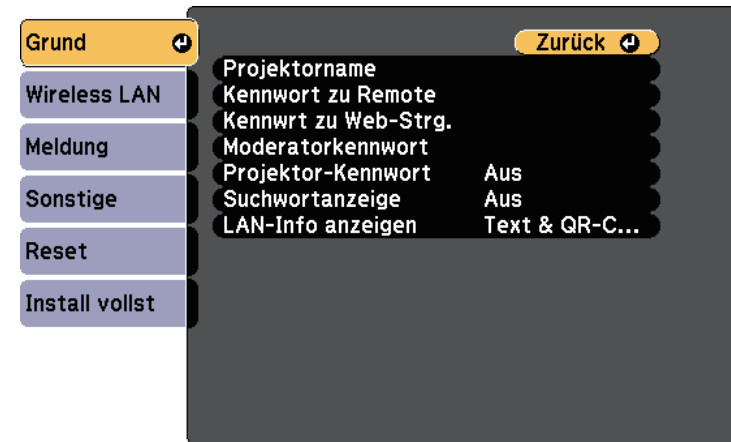 Grund
Wireless LAN
Meldung
Sonstige
Reset
Install vollst
Zurück
Projektorname
Kennwort zu Remote
Kennwrt zu Web-Strg.
Moderatorkennwort
Projektor-Kennwort Aus
Suchwortanzeige Aus
LAN-Info anzeigen Text & QR-C...